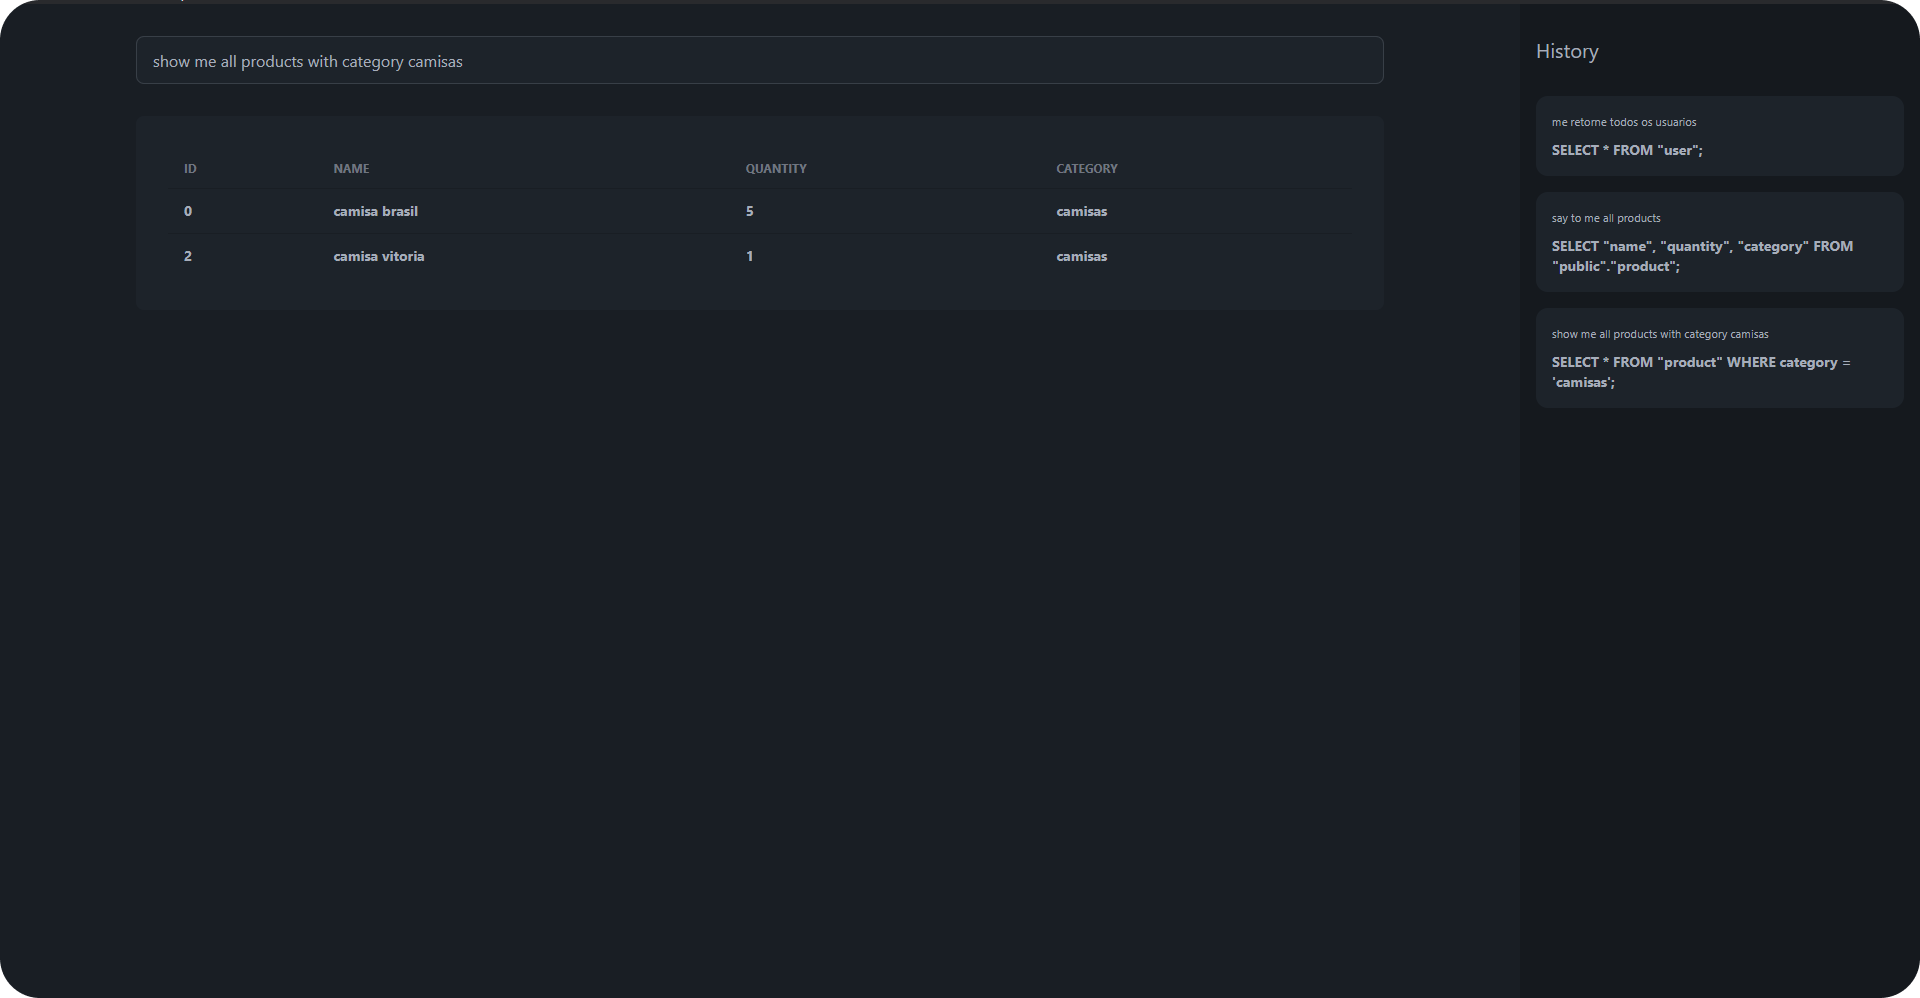 show me all products with category camisas
ID NAME QUANTITY CATEGORY
0 camisa brasil 5 camisas
2 camisa vitoria 1 camisas
History
me retorne todos os usuarios
SELECT * FROM "user";
say to me all products
SELECT "name", "quantity", "category" FROM
"public"."product";
show me all products with category camisas
SELECT * FROM "product" WHERE category =
'camisas';